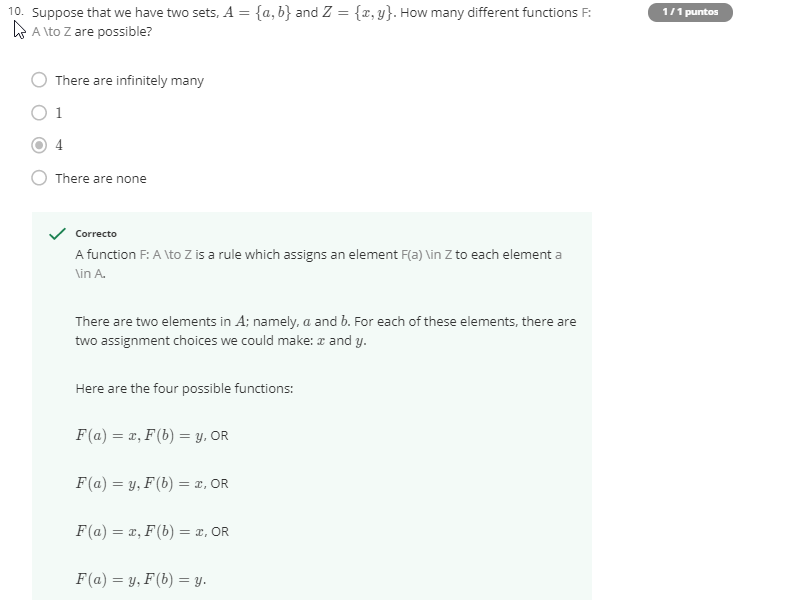 10. Suppose that we have two sets, A = {a, b} and Z = {x, y}. How many different functions F:
A \to Z are possible?
1 / 1 puntos
There are infinitely many
1
4
There are none
Correcto
A function F: A \to Z is a rule which assigns an element F(a) \in Z to each element a
\in A.
There are two elements in A; namely, a and b. For each of these elements, there are
two assignment choices we could make: x and y.
Here are the four possible functions:
F(a) = x, F(b) = y, OR
F(a) = y, F(b) = x, OR
F(a) = x, F(b) = x, OR
F(a) = y, F(b) = y.